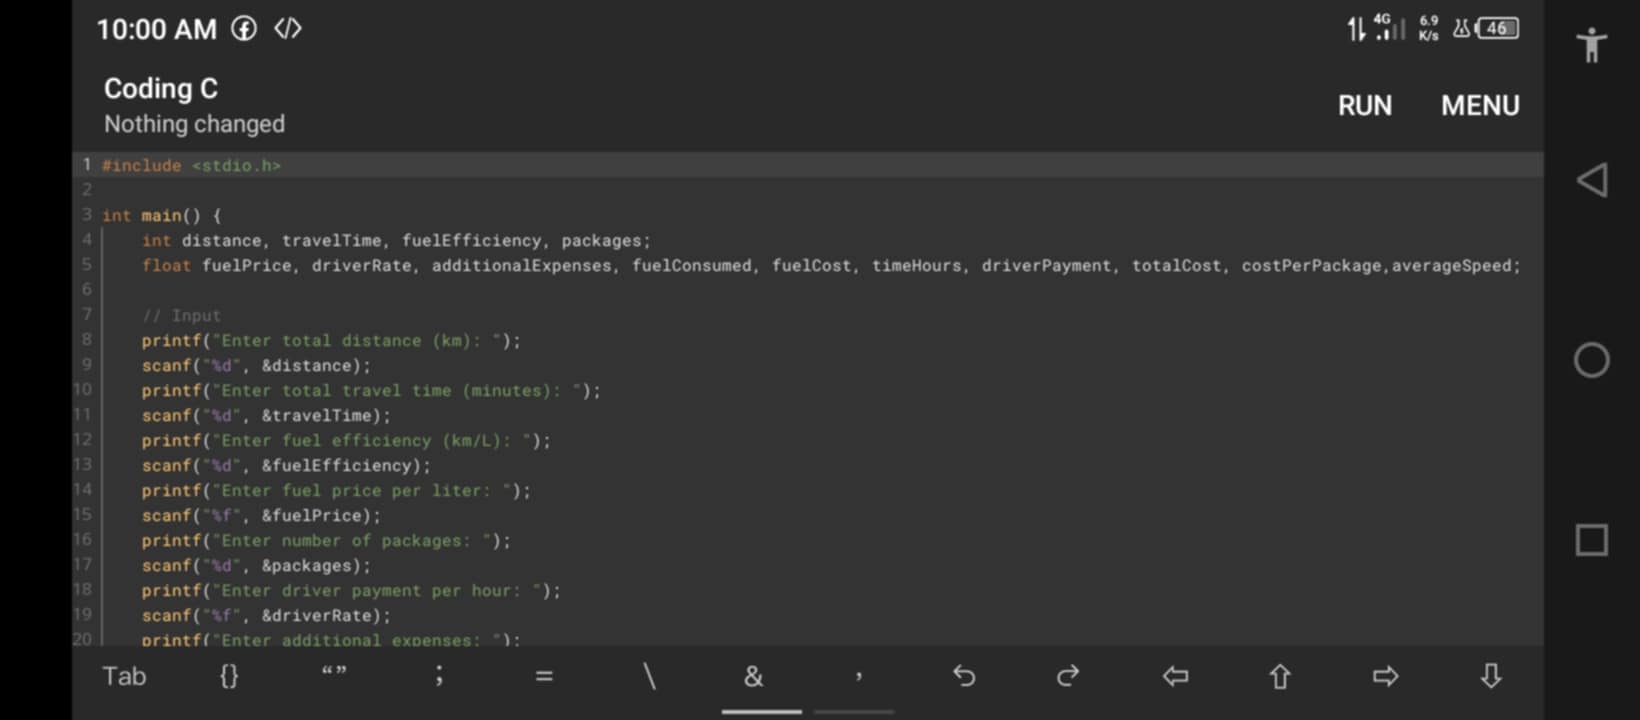 10:00 AM
4G
6.9
K/s
46
Coding C
Nothing changed
RUN MENU
1 #include <stdio.h>
2
3 int main() {
4     int distance, travelTime, fuelEfficiency, packages;
5     float fuelPrice, driverRate, additionalExpenses, fuelConsumed, fuelCost, timeHours, driverPayment, totalCost, costPerPackage,averageSpeed;
6
7     // Input
8     printf("Enter total distance (km): ");
9     scanf("%d", &distance);
10     printf("Enter total travel time (minutes): ");
11     scanf("%d", &travelTime);
12     printf("Enter fuel efficiency (km/L): ");
13     scanf("%d", &fuelEfficiency);
14     printf("Enter fuel price per liter: ");
15     scanf("%f", &fuelPrice);
16     printf("Enter number of packages: ");
17     scanf("%d", &packages);
18     printf("Enter driver payment per hour: ");
19     scanf("%f", &driverRate);
20     printf("Enter additional expenses: ");
Tab {} “” ; = \ & ,